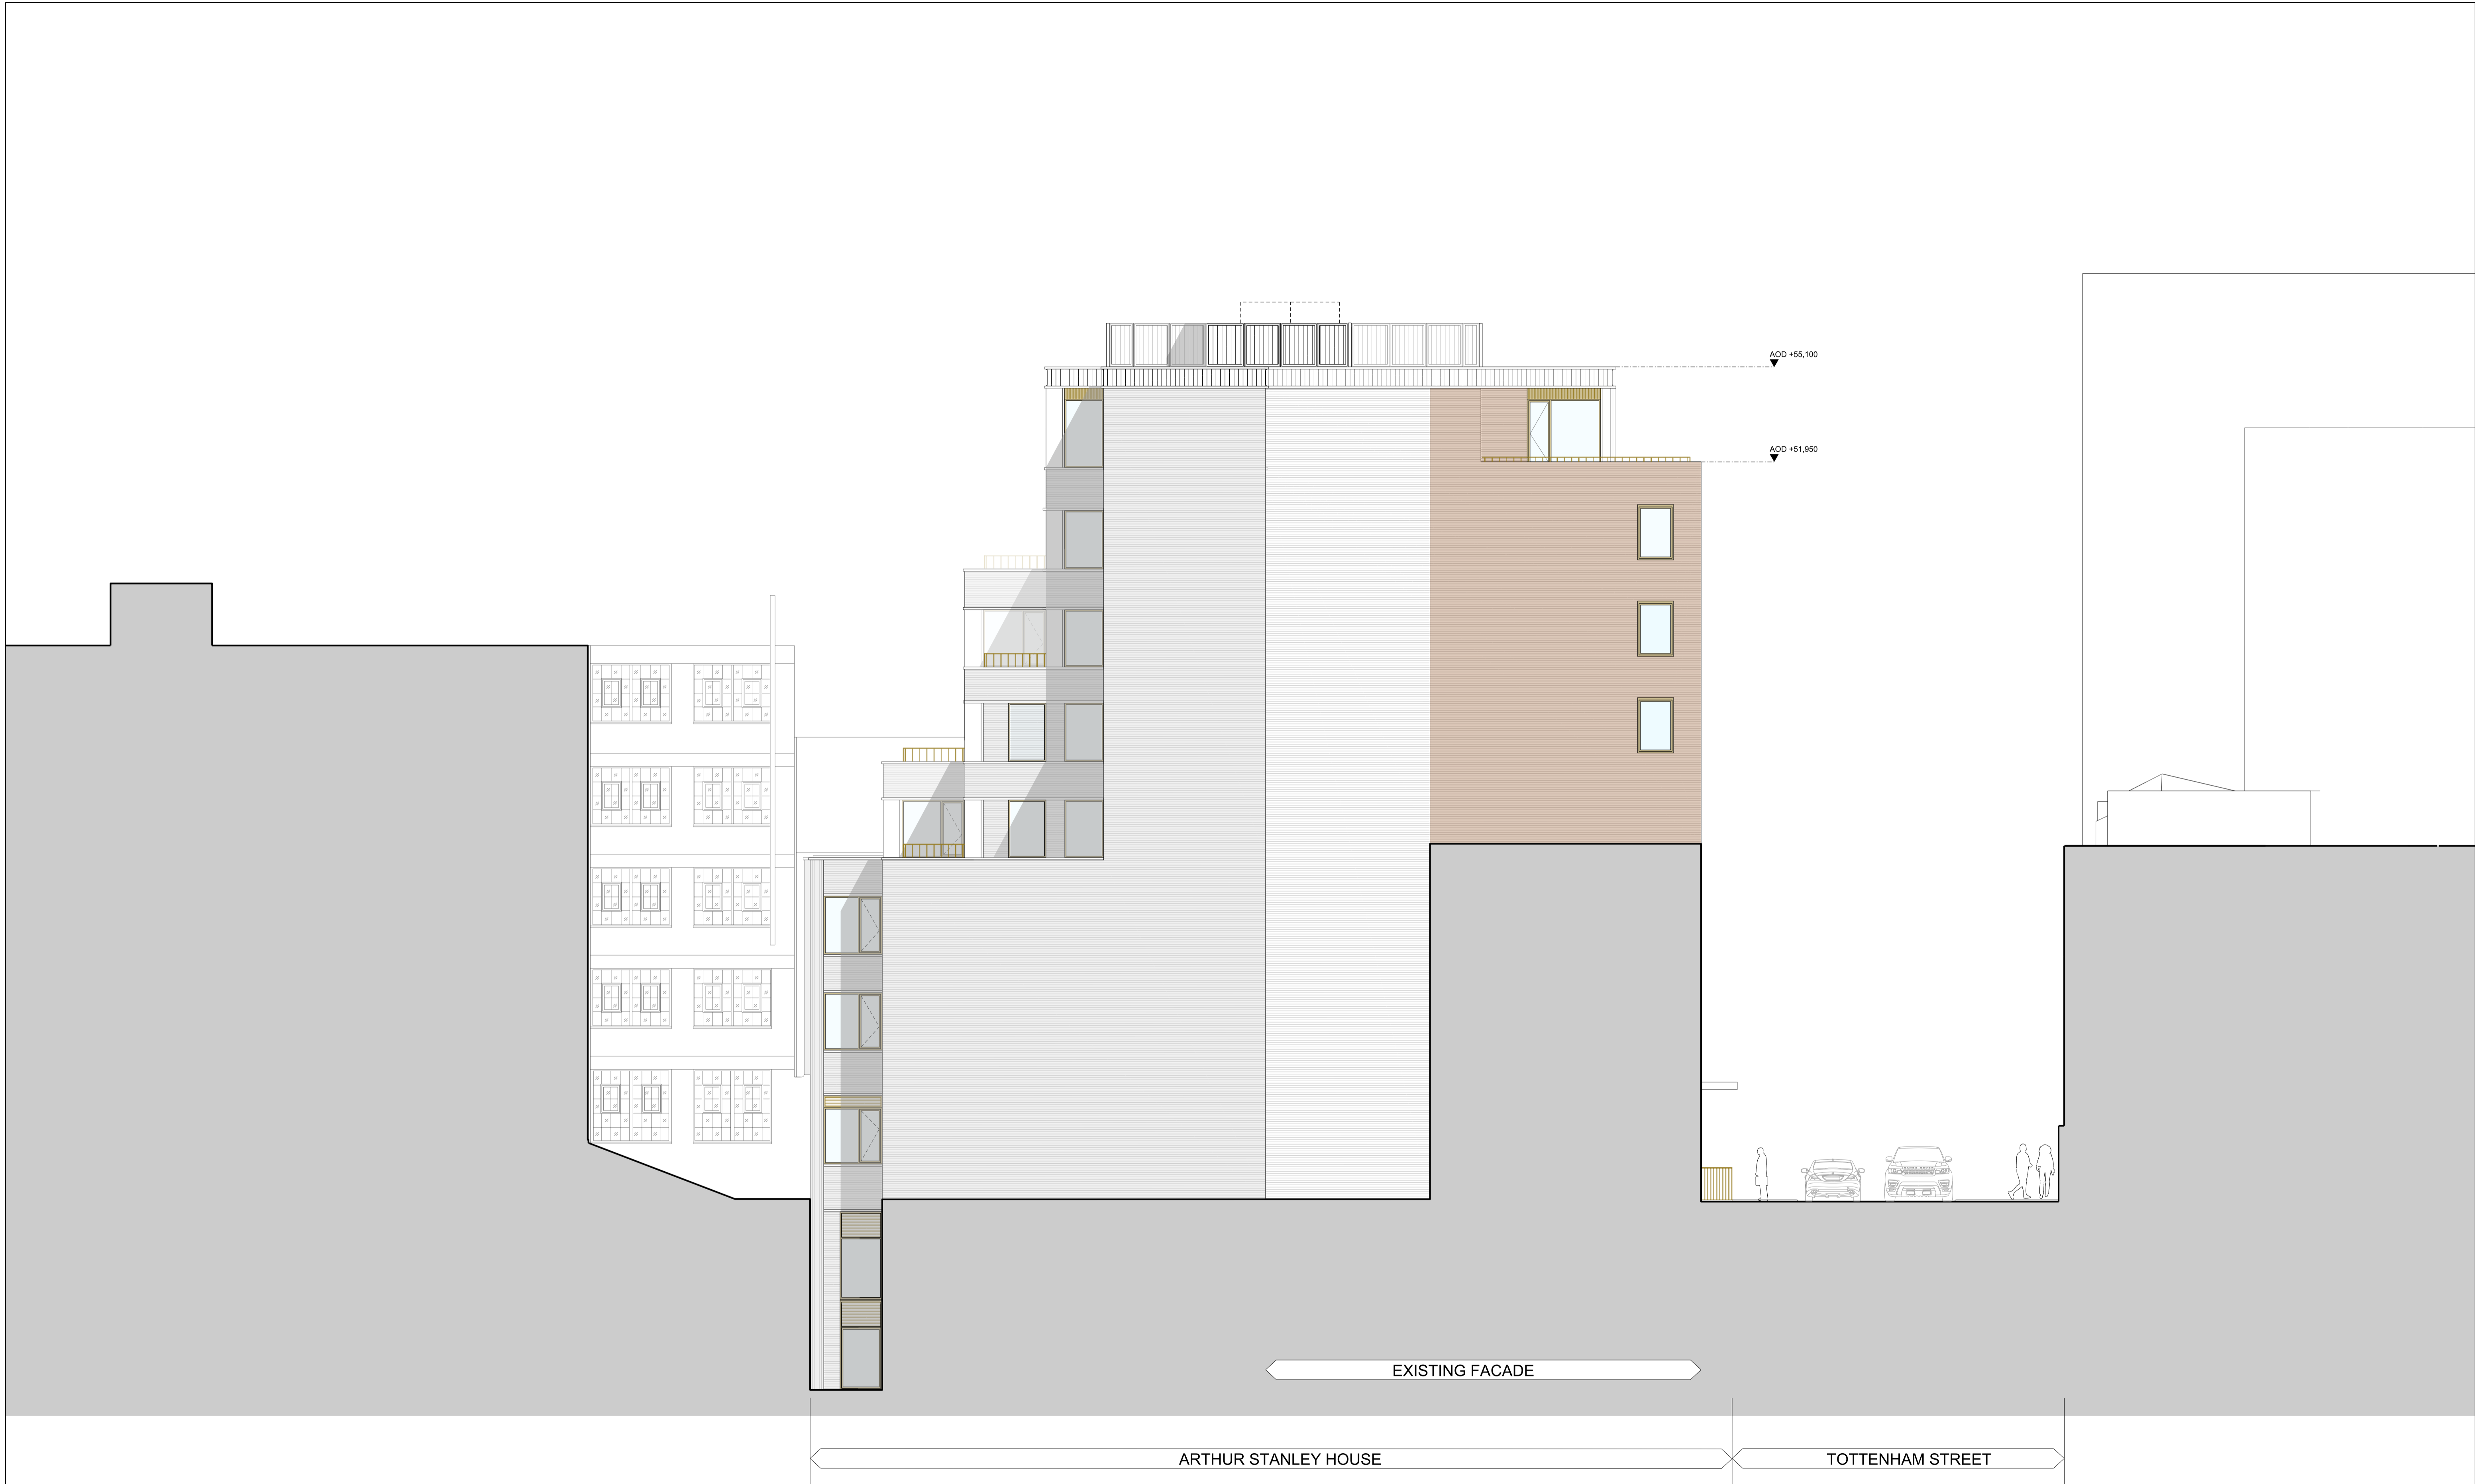 AOD +55,100
AOD +51,950
EXISTING FACADE
ARTHUR STANLEY HOUSE
TOTTENHAM STREET